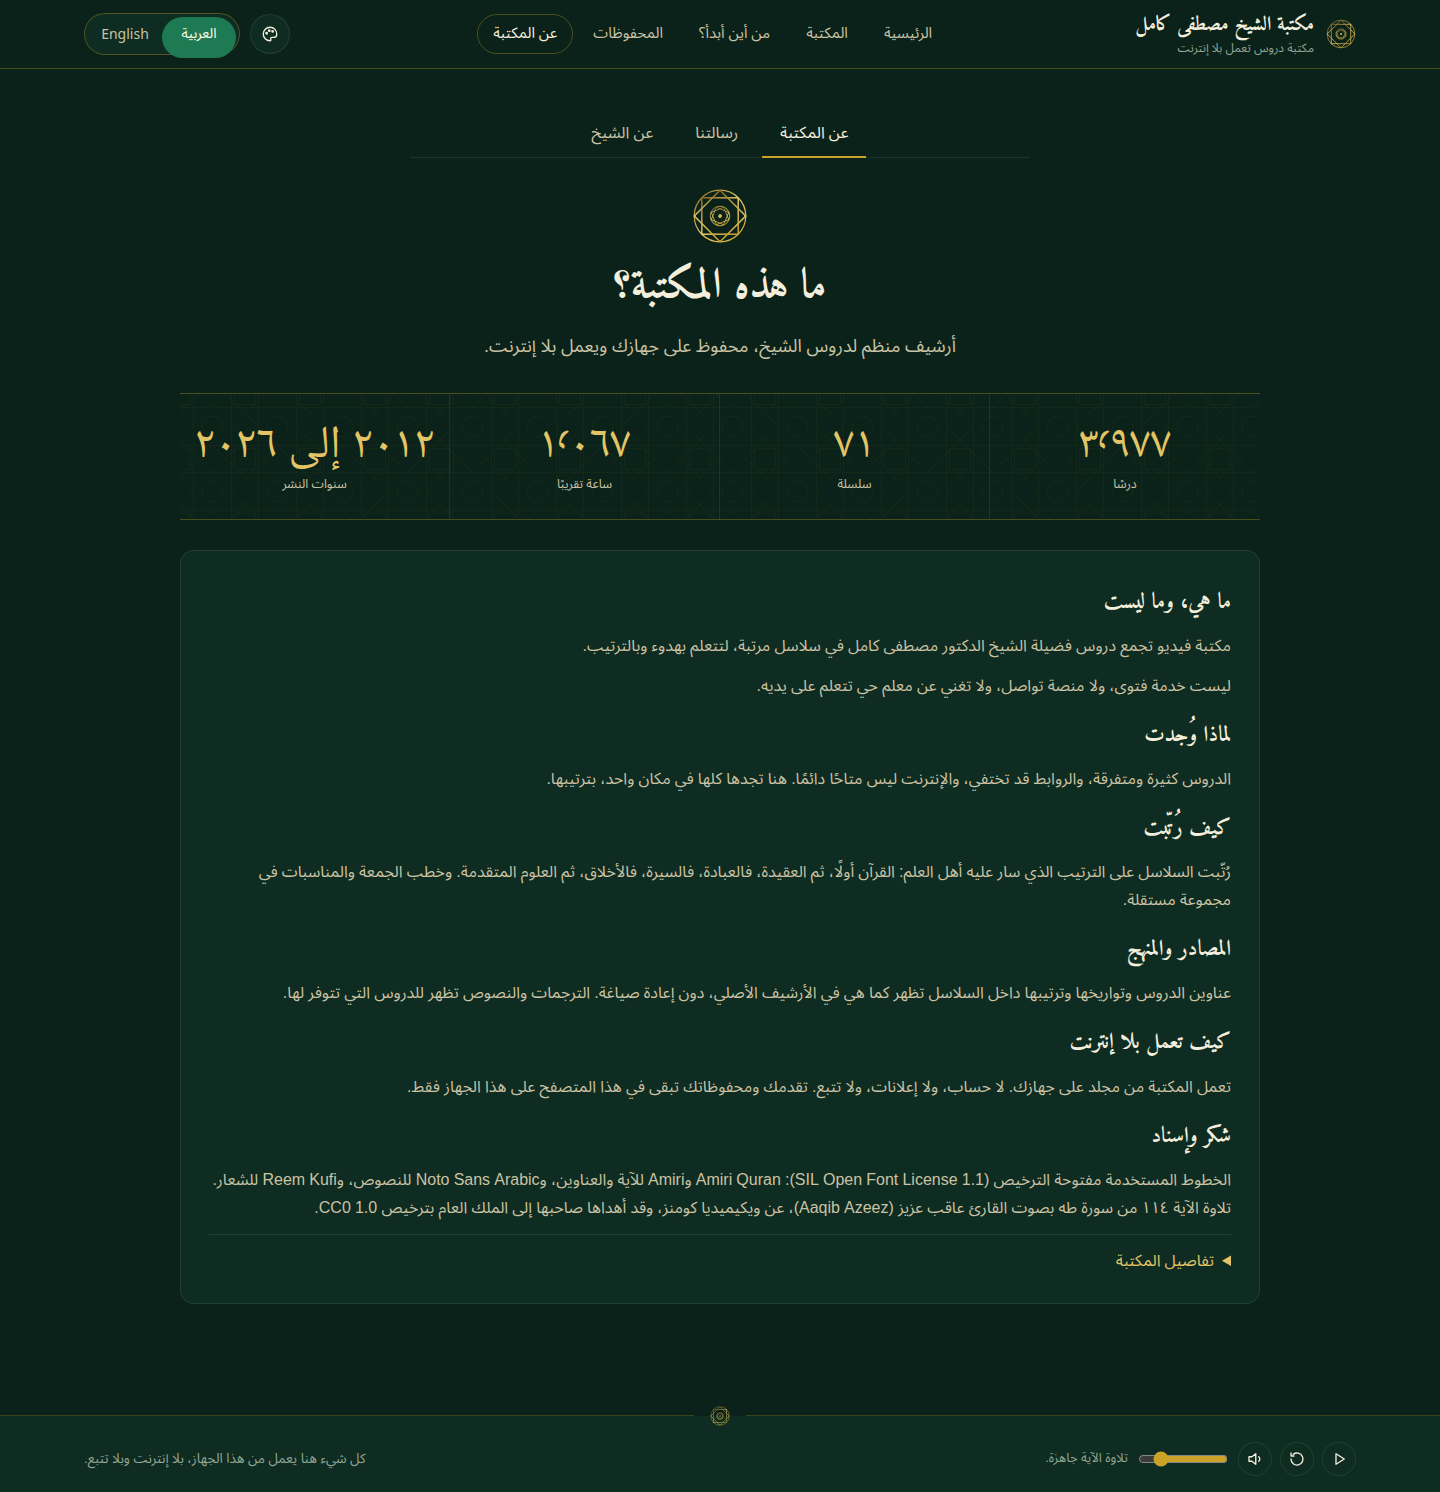 مكتبة الشيخ مصطفى كامل
مكتبة دروس تعمل بلا إنترنت
الرئيسية
المكتبة
من أين أبدأ؟
المحفوظات
عن المكتبة
العربية
English
عن المكتبة
رسالتنا
عن الشيخ
ما هذه المكتبة؟
أرشيف منظم لدروس الشيخ، محفوظ على جهازك ويعمل بلا إنترنت.
٣٬٩٧٧
درسًا
٧١
سلسلة
١٬٠٦٧
ساعة تقريبًا
٢٠١٢ إلى ٢٠٢٦
سنوات النشر
ما هي، وما ليست
مكتبة فيديو تجمع دروس فضيلة الشيخ الدكتور مصطفى كامل في سلاسل مرتبة، لتتعلم بهدوء وبالترتيب.
ليست خدمة فتوى، ولا منصة تواصل، ولا تغني عن معلم حي تتعلم على يديه.
لماذا وُجدت
الدروس كثيرة ومتفرقة، والروابط قد تختفي، والإنترنت ليس متاحًا دائمًا. هنا تجدها كلها في مكان واحد، بترتيبها.
كيف رُتّبت
رُتّبت السلاسل على الترتيب الذي سار عليه أهل العلم: القرآن أولًا، ثم العقيدة، فالعبادة، فالسيرة، فالأخلاق، ثم العلوم المتقدمة. وخطب الجمعة والمناسبات في
مجموعة مستقلة.
المصادر والمنهج
عناوين الدروس وتواريخها وترتيبها داخل السلاسل تظهر كما هي في الأرشيف الأصلي، دون إعادة صياغة. الترجمات والنصوص تظهر للدروس التي تتوفر لها.
كيف تعمل بلا إنترنت
تعمل المكتبة من مجلد على جهازك. لا حساب، ولا إعلانات، ولا تتبع. تقدمك ومحفوظاتك تبقى في هذا المتصفح على هذا الجهاز فقط.
شكر وإسناد
الخطوط المستخدمة مفتوحة الترخيص (SIL Open Font License 1.1): Amiri Quran وAmiri للآية والعناوين، وNoto Sans Arabic للنصوص، وReem Kufi للشعار.
تلاوة الآية ١١٤ من سورة طه بصوت القارئ عاقب عزيز (Aaqib Azeez)، عن ويكيميديا كومنز، وقد أهداها صاحبها إلى الملك العام بترخيص CC0 1.0.
تفاصيل المكتبة
تلاوة الآية جاهزة.
كل شيء هنا يعمل من هذا الجهاز، بلا إنترنت وبلا تتبع.